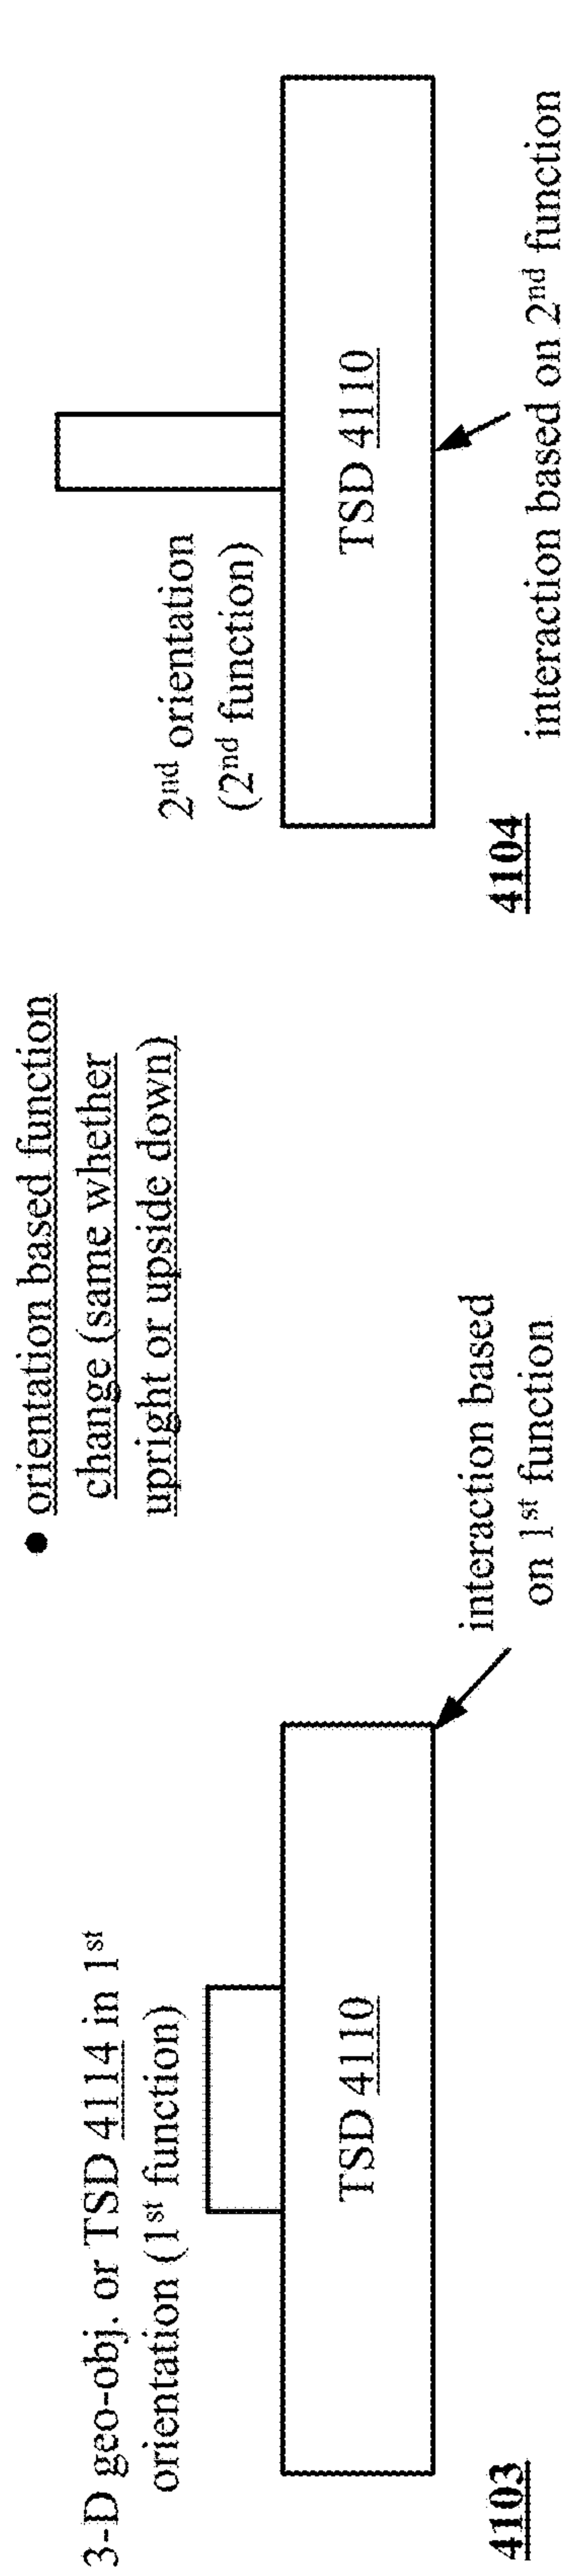 3-D geo-obj. or TSD 4114 in 1st
orientation (1st function)
TSD 4110
interaction based
on 1st function
4103
• orientation based function
change (same whether
upright or upside down)
2nd orientation
(2nd function)
TSD 4110
interaction based on 2nd function
4104